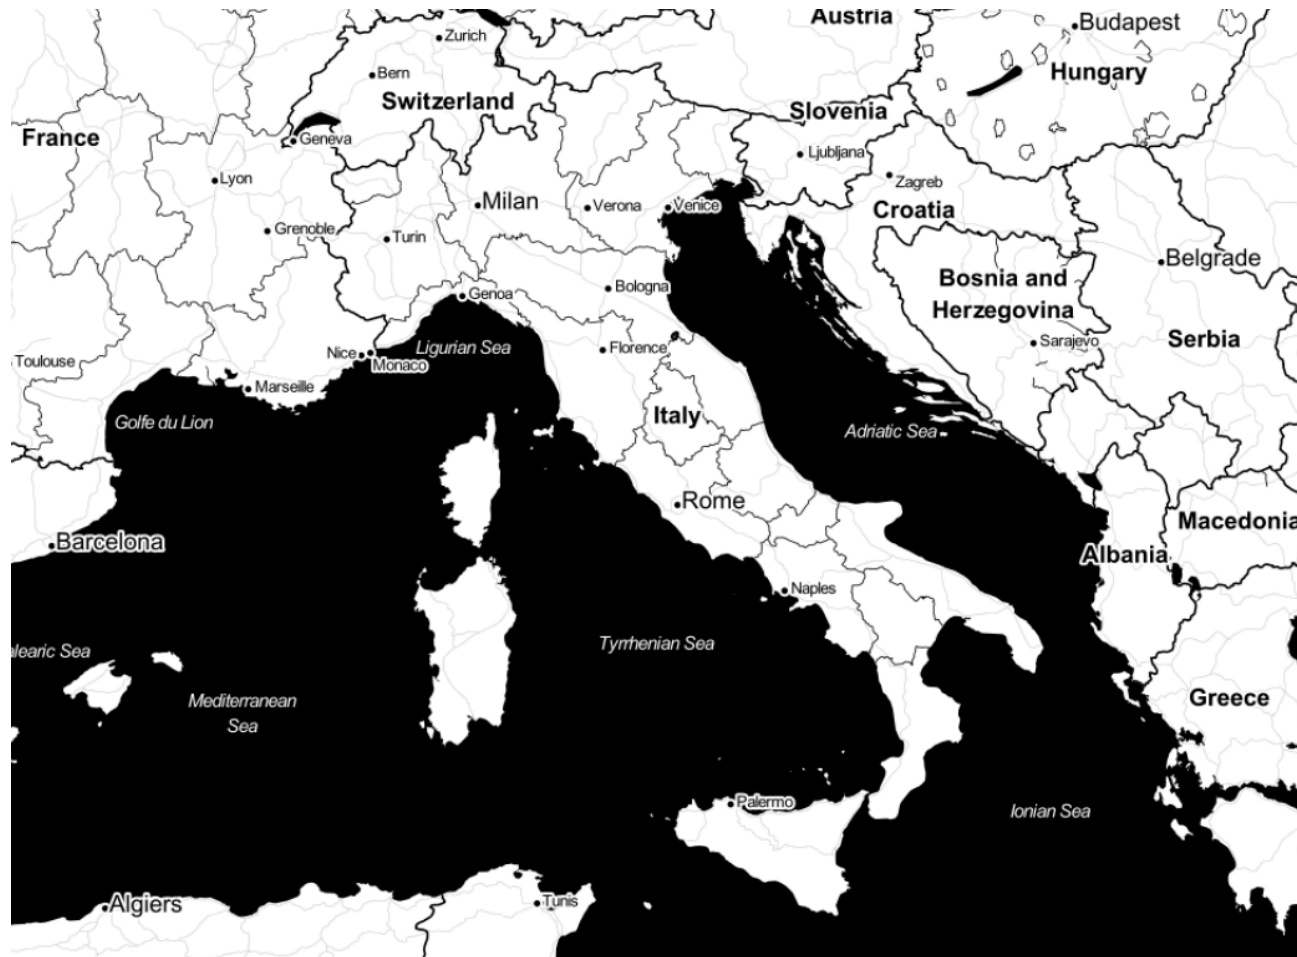 Austria
Budapest
Zurich
Bern
Hungary
Switzerland
Slovenia
France
Geneva
Ljubljana
Lyon
Zagreb
Milan
Verona
Venice
Croatia
Grenoble
Turin
Belgrade
Bosnia and
Herzegovina
Bologna
Genoa
Serbia
Sarajevo
Ligurian Sea
Florence
Nice
Monaco
Toulouse
Marseille
Italy
Golfe du Lion
Adriatic Sea
Rome
Macedonia
Barcelona
Albania
Naples
Tyrrhenian Sea
alearic Sea
Mediterranean
Sea
Greece
Palermo
Ionian Sea
Algiers
Tunis